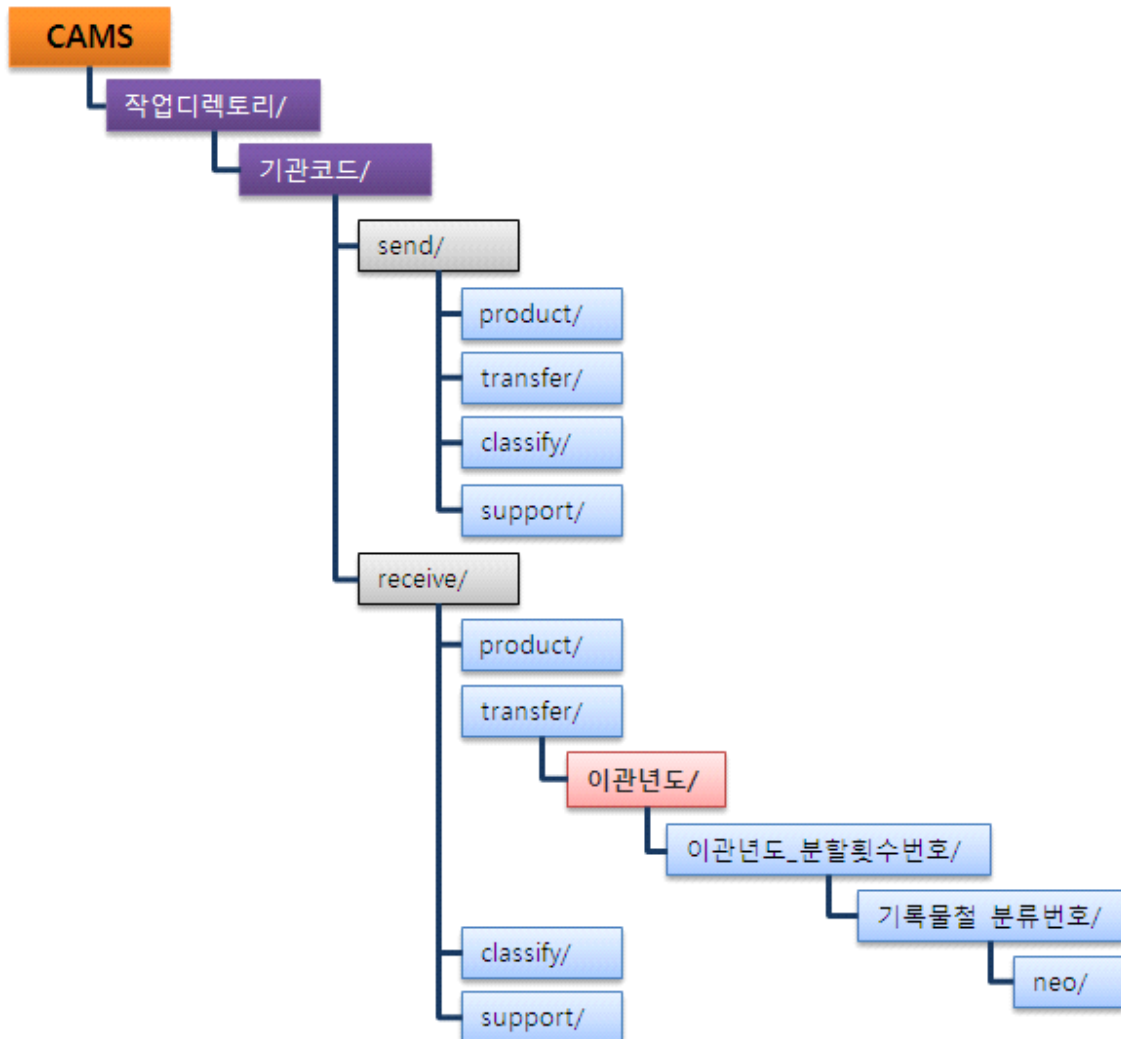 CAMS
작업디렉토리/
기관코드/
send/
product/
transfer/
classify/
support/
receive/
product/
transfer/
이관년도/
이관년도_분할횟수번호/
기록물철 분류번호/
neo/
classify/
support/